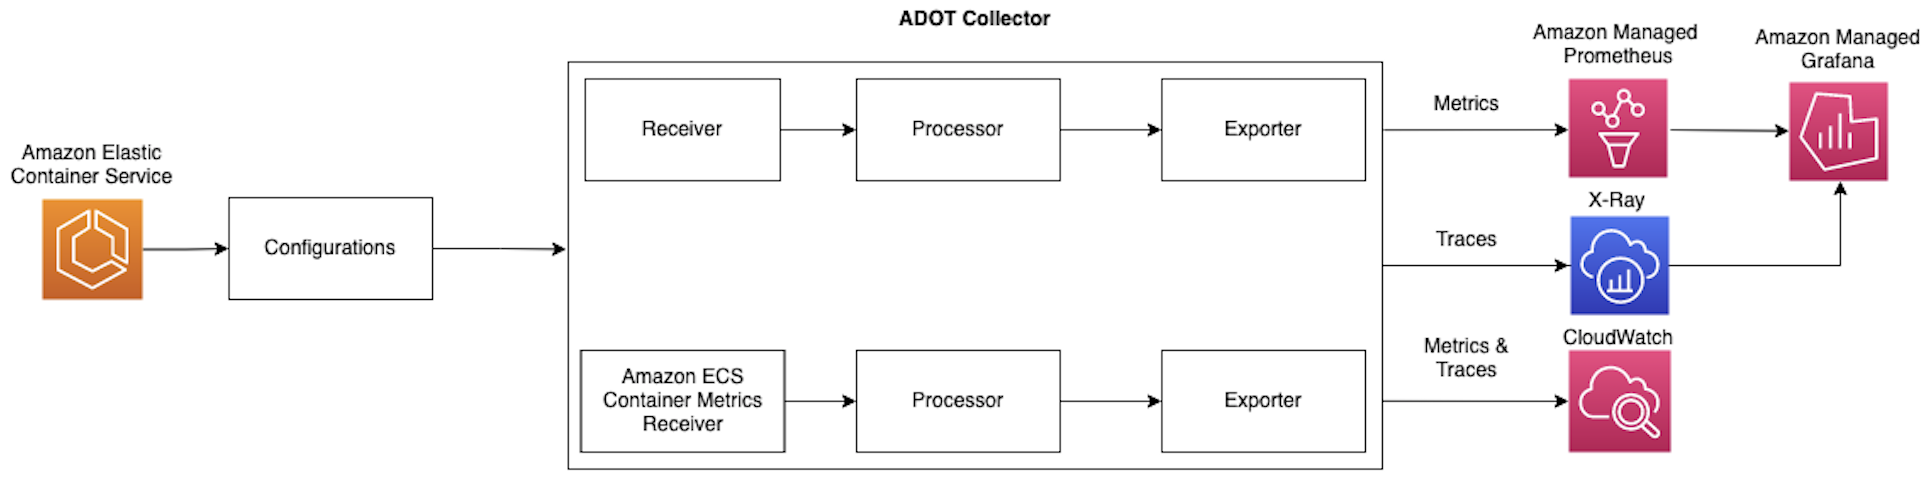 ADOT Collector
Amazon Elastic
Container Service
Configurations
Receiver
Processor
Exporter
Amazon ECS
Container Metrics
Receiver
Processor
Exporter
Metrics
Traces
Metrics &
Traces
Amazon Managed
Prometheus
Amazon Managed
Grafana
X-Ray
CloudWatch